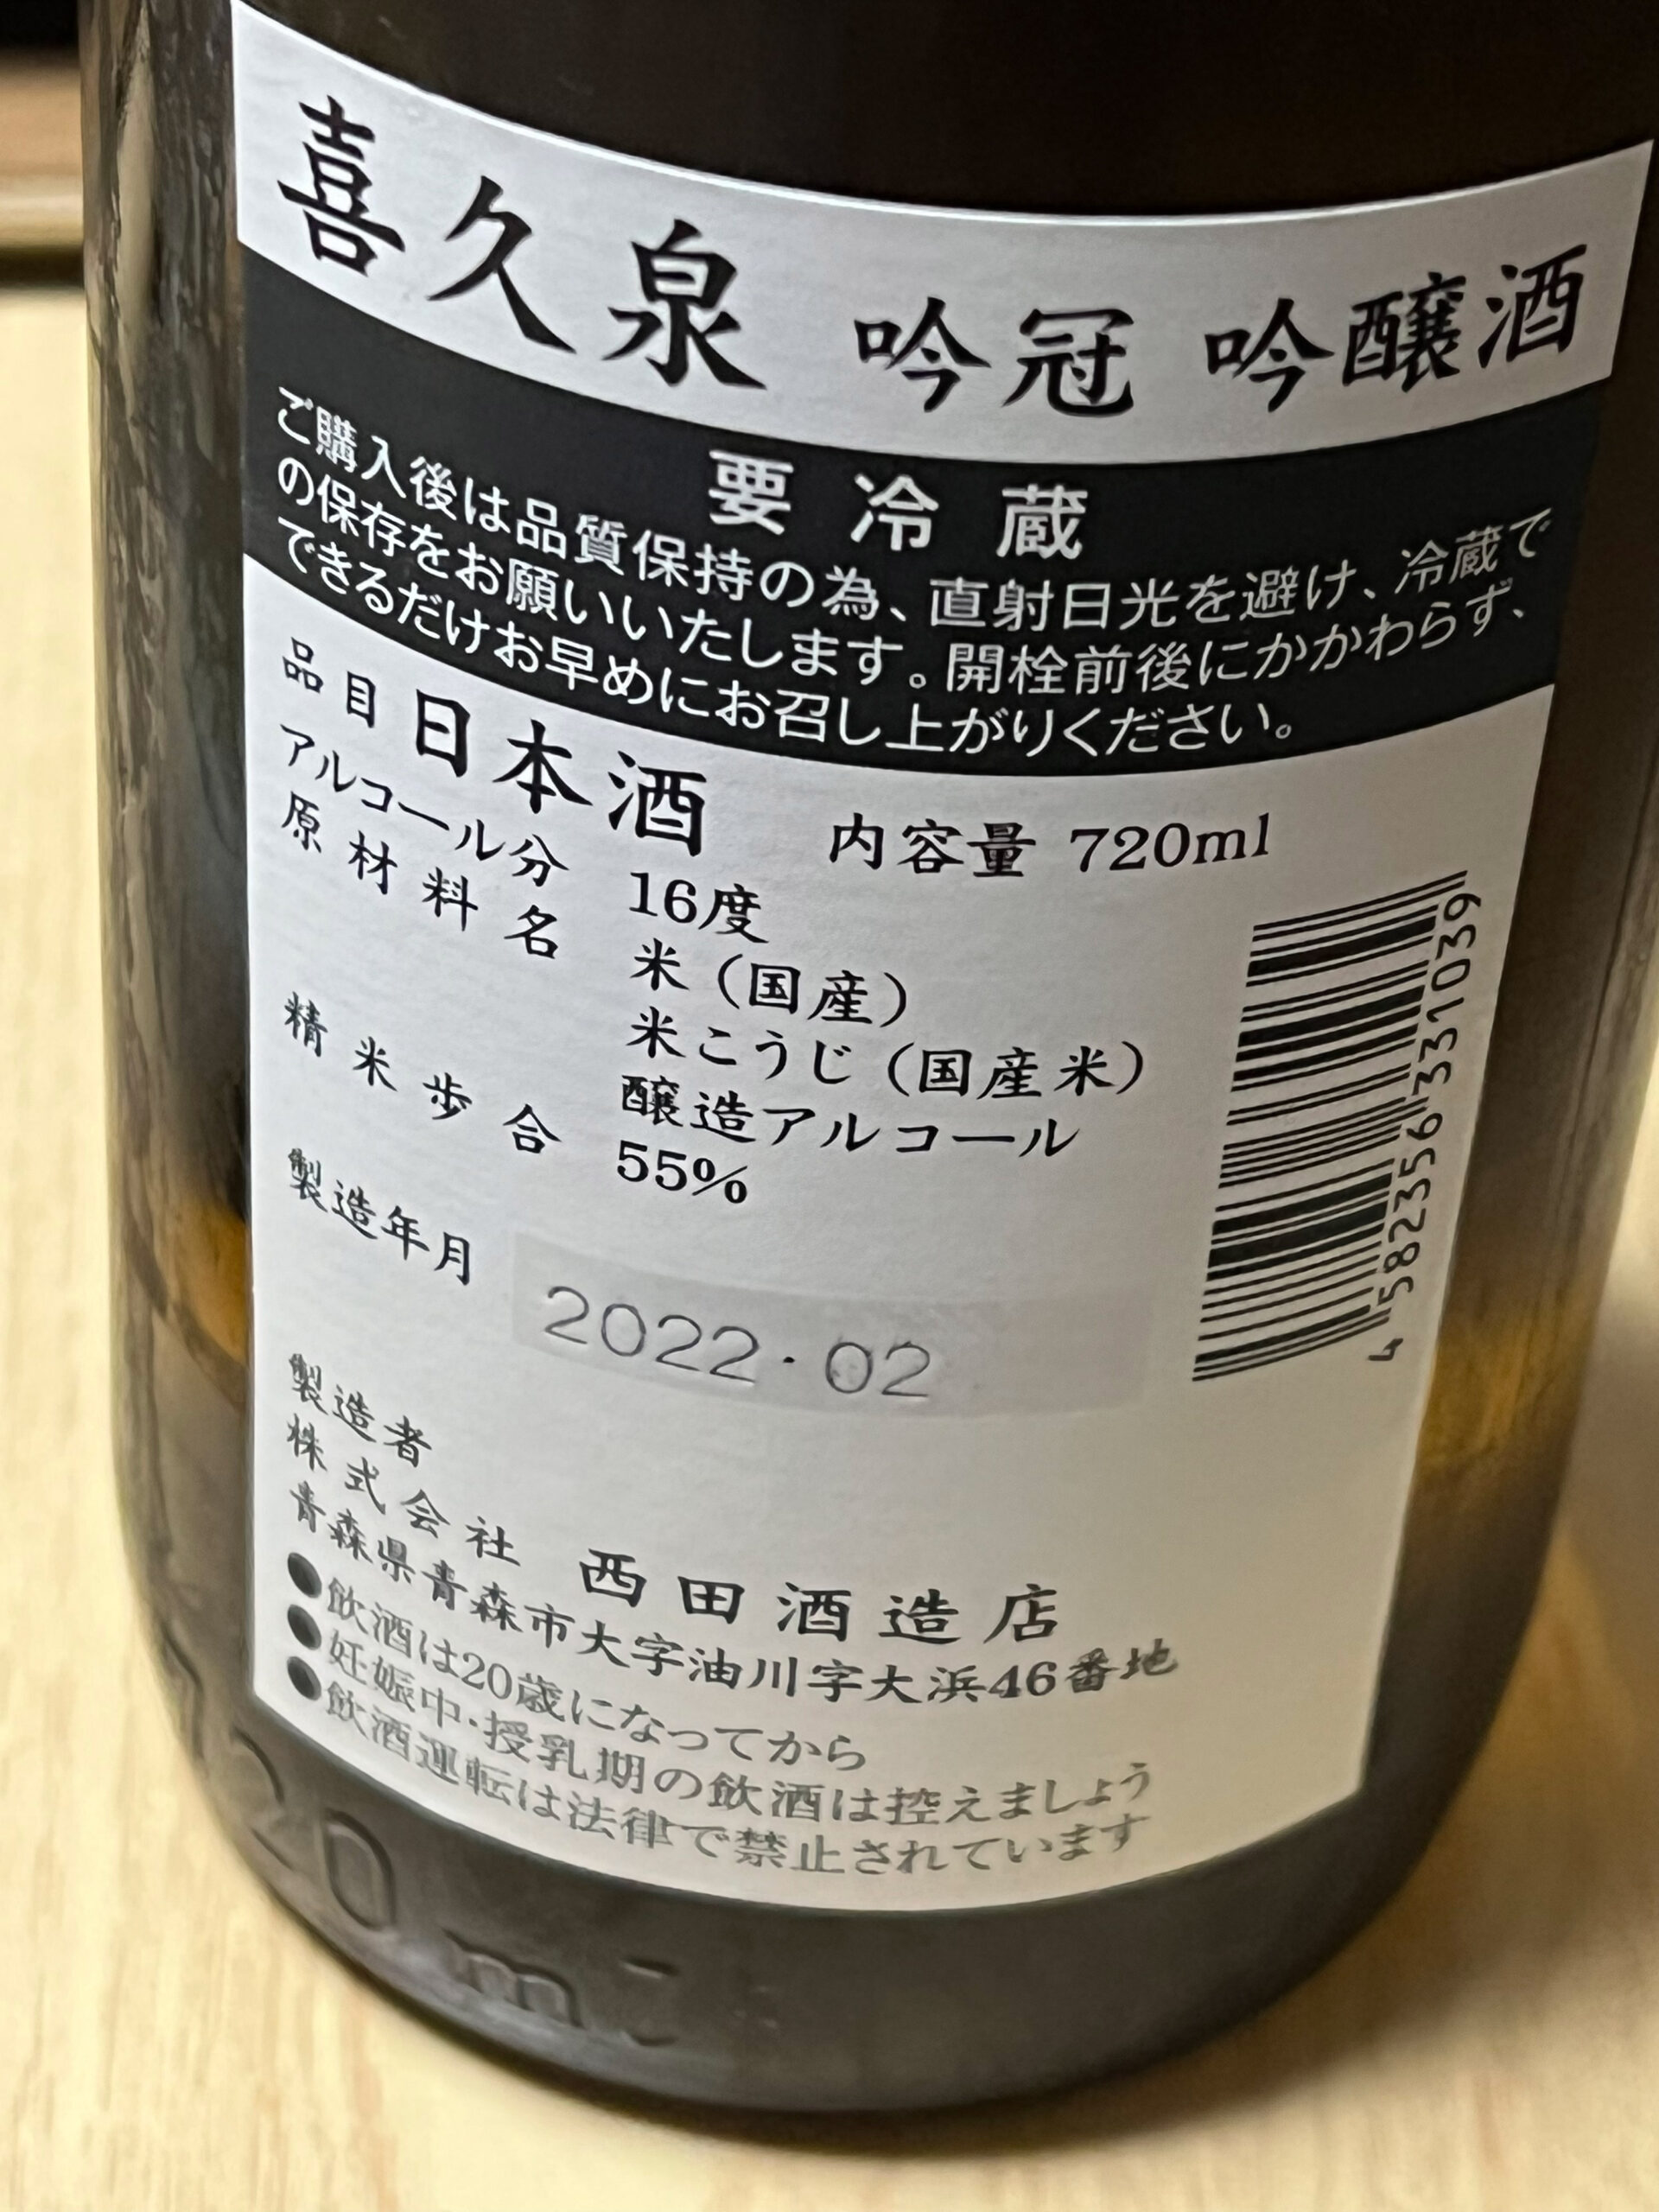 喜久泉 吟冠 吟醸酒
要冷蔵
ご購入後は品質保持の為、直射日光を避け、冷蔵で
の保存をお願いいたします。開栓前後にかかわらず、
できるだけお早めにお召し上がりください。
品目 日本酒 内容量 720ml
アルコール分 16度
原材料名 米（国産）
米こうじ（国産米）
醸造アルコール
精米歩合 55%
製造年月 2022・02
製造者
株式会社 西田酒造店
青森県青森市大字油川字大浜46番地
●飲酒は20歳になってから
●妊娠中・授乳期の飲酒は控えましょう
●飲酒運転は法律で禁止されています
4582356331039
720ml